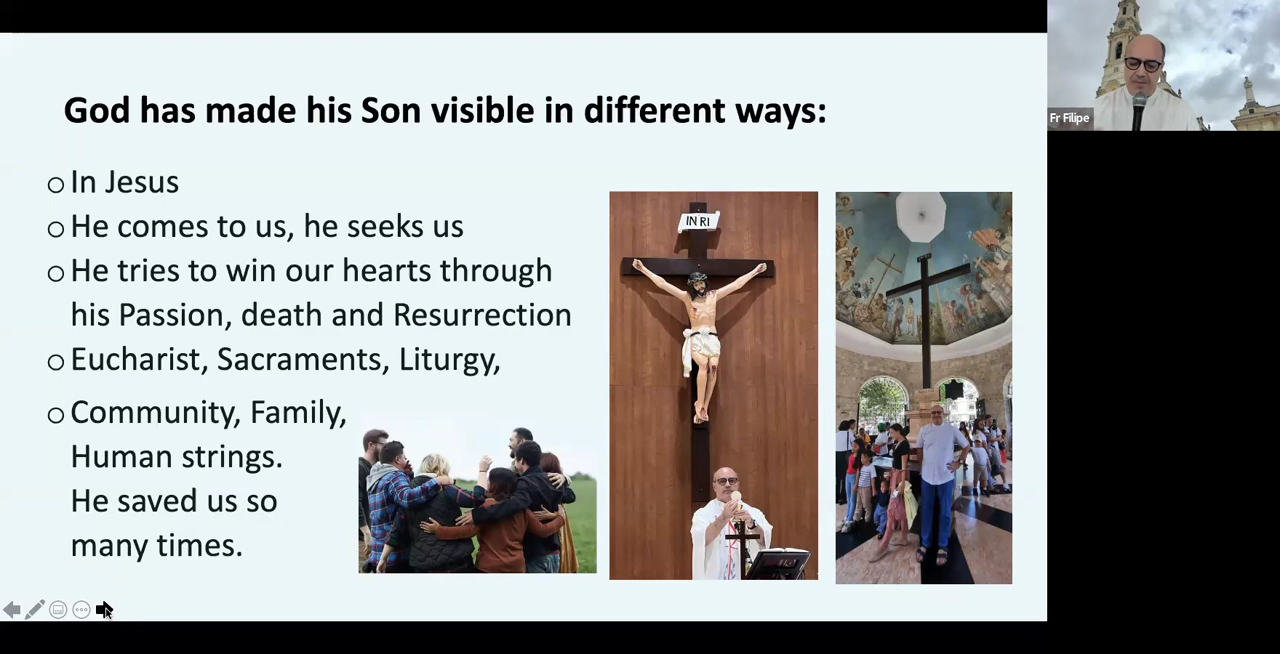 God has made his Son visible in different ways:
o In Jesus
o He comes to us, he seeks us
o He tries to win our hearts through
his Passion, death and Resurrection
o Eucharist, Sacraments, Liturgy,
o Community, Family,
Human strings.
He saved us so
many times.
INRI
Fr Filipe